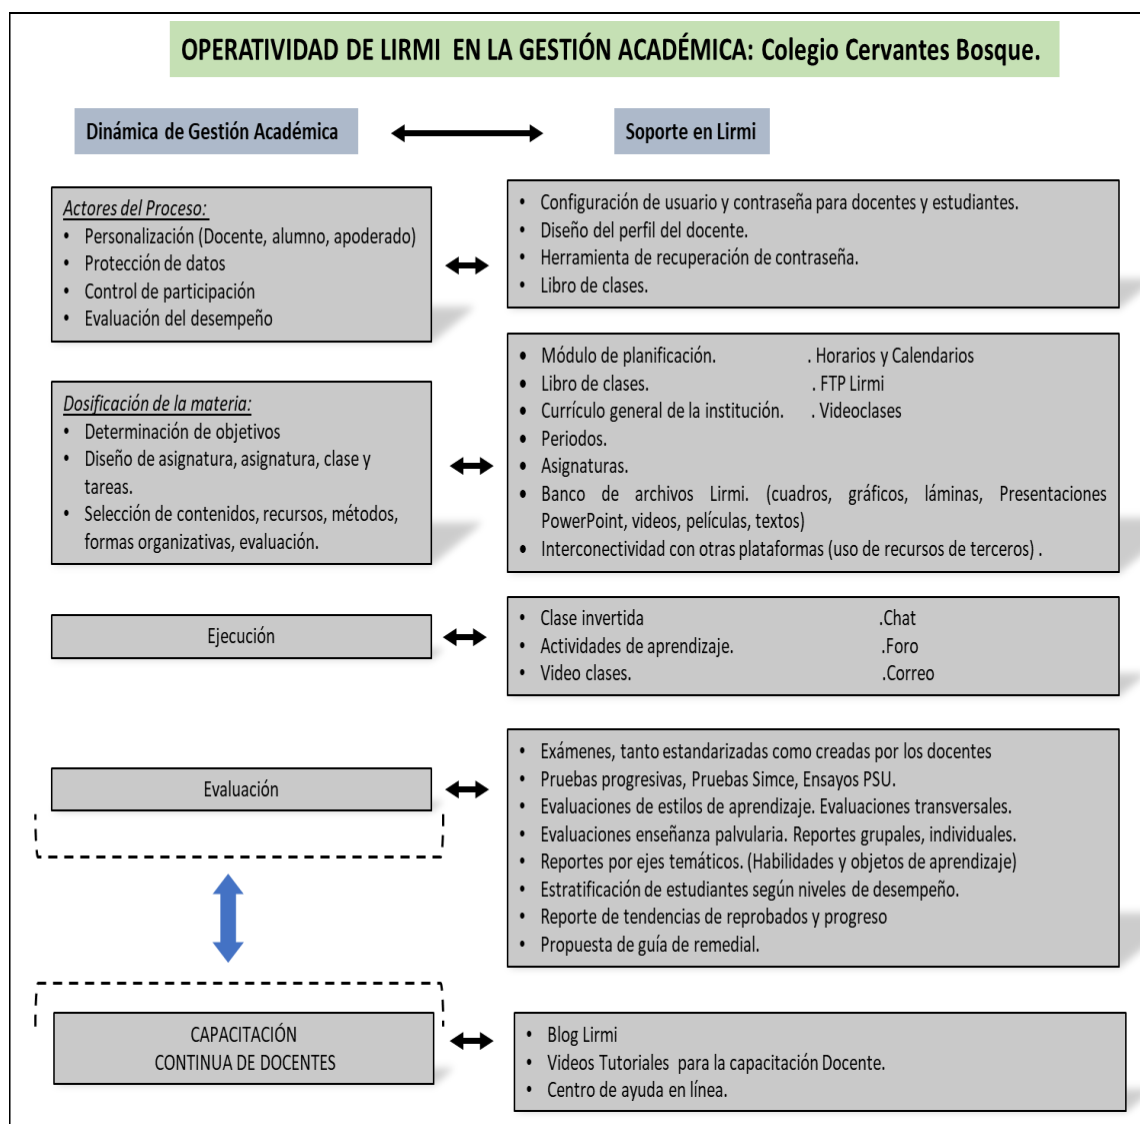 OPERATIVIDAD DE LIRMI EN LA GESTIÓN ACADÉMICA: Colegio Cervantes Bosque.
Dinámica de Gestión Académica
Soporte en Lirmi
Actores del Proceso:
• Personalización (Docente, alumno, apoderado)
• Protección de datos
• Control de participación
• Evaluación del desempeño
• Configuración de usuario y contraseña para docentes y estudiantes.
• Diseño del perfil del docente.
• Herramienta de recuperación de contraseña.
• Libro de clases.
Dosificación de la materia:
• Determinación de objetivos
• Diseño de asignatura, asignatura, clase y
tareas.
• Selección de contenidos, recursos, métodos,
formas organizativas, evaluación.
• Módulo de planificación. . Horarios y Calendarios
• Libro de clases. . FTP Lirmi
• Currículo general de la institución. . Videoclases
• Periodos.
• Asignaturas.
• Banco de archivos Lirmi. (cuadros, gráficos, láminas, Presentaciones
PowerPoint, videos, películas, textos)
• Interconectividad con otras plataformas (uso de recursos de terceros) .
Ejecución
• Clase invertida .Chat
• Actividades de aprendizaje. .Foro
• Video clases. .Correo
Evaluación
• Exámenes, tanto estandarizadas como creadas por los docentes
• Pruebas progresivas, Pruebas Simce, Ensayos PSU.
• Evaluaciones de estilos de aprendizaje. Evaluaciones transversales.
• Evaluaciones enseñanza palvularia. Reportes grupales, individuales.
• Reportes por ejes temáticos. (Habilidades y objetos de aprendizaje)
• Estratificación de estudiantes según niveles de desempeño.
• Reporte de tendencias de reprobados y progreso
• Propuesta de guía de remedial.
CAPACITACIÓN
CONTINUA DE DOCENTES
• Blog Lirmi
• Videos Tutoriales para la capacitación Docente.
• Centro de ayuda en línea.